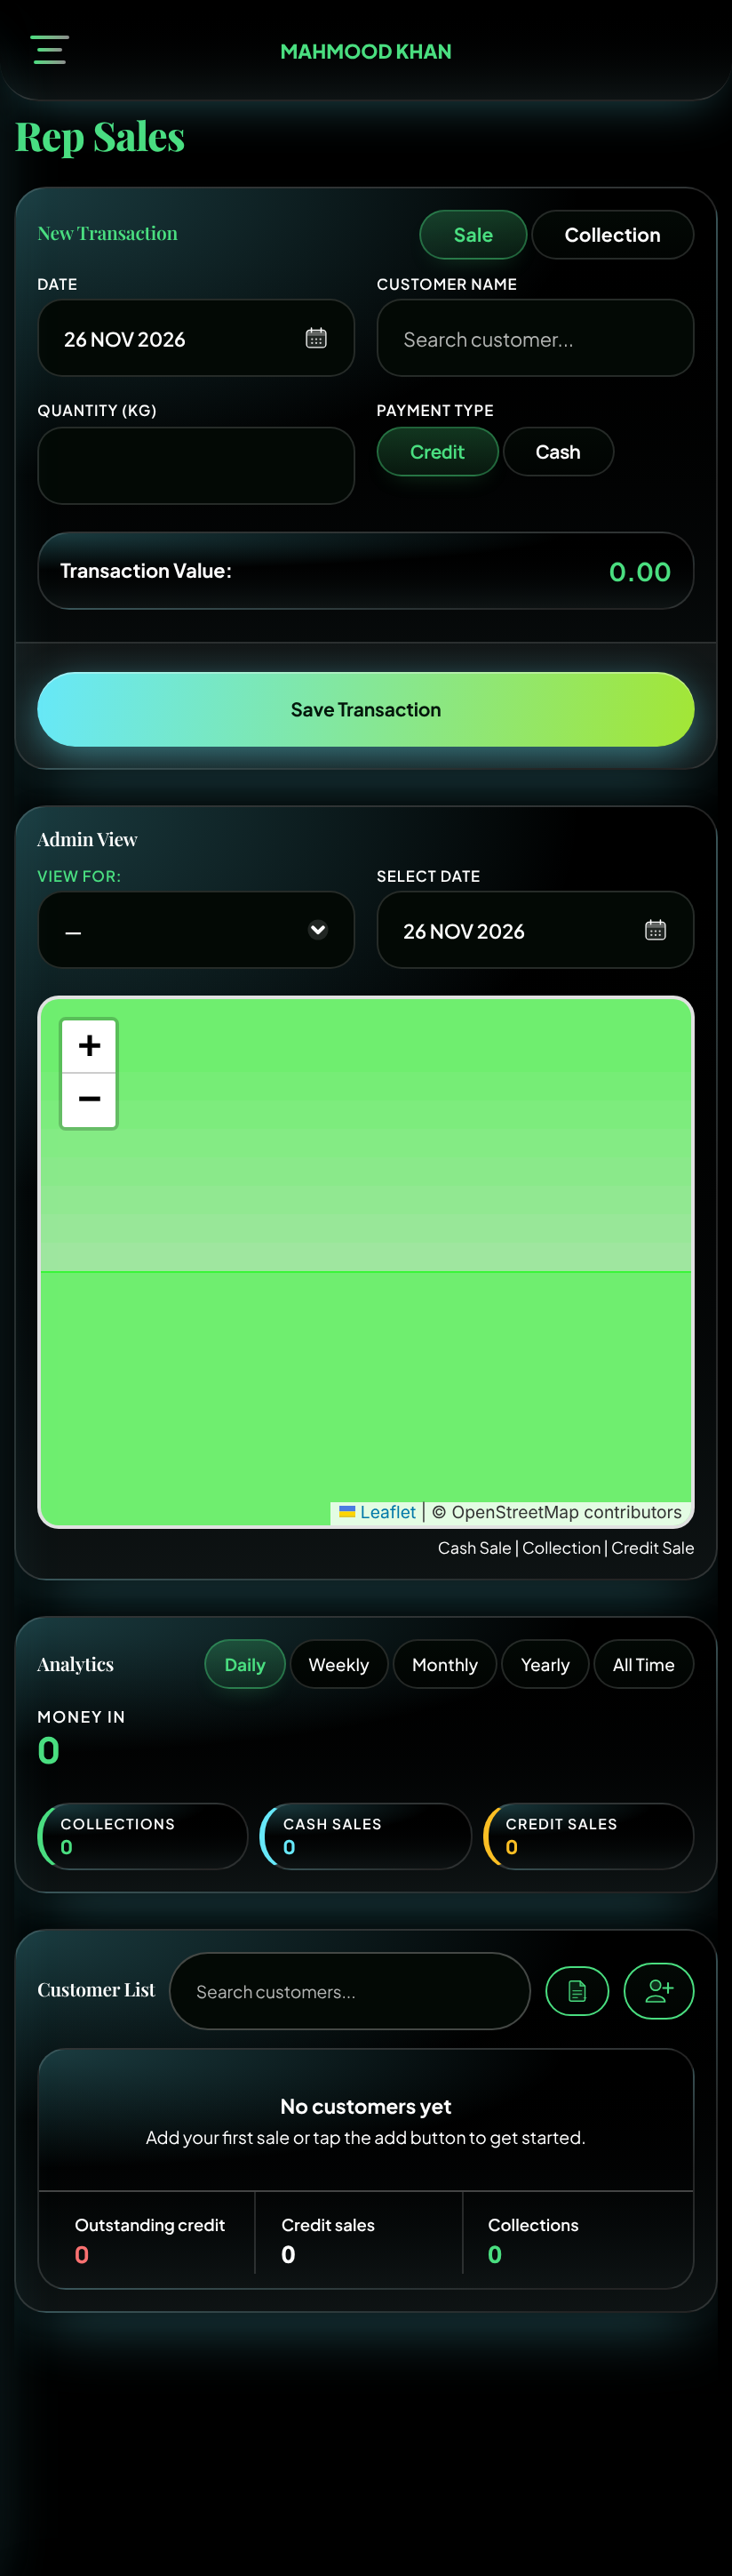 MAHMOOD KHAN
Rep Sales
New Transaction
Sale
Collection
DATE
CUSTOMER NAME
26 NOV 2026
Search customer...
QUANTITY (KG)
PAYMENT TYPE
Credit
Cash
Transaction Value:
0.00
Save Transaction
Admin View
VIEW FOR:
SELECT DATE
—
26 NOV 2026
+
−
Leaflet | © OpenStreetMap contributors
Cash Sale | Collection | Credit Sale
Analytics
Daily
Weekly
Monthly
Yearly
All Time
MONEY IN
0
COLLECTIONS
0
CASH SALES
0
CREDIT SALES
0
Customer List
Search customers...
No customers yet
Add your first sale or tap the add button to get started.
Outstanding credit
0
Credit sales
0
Collections
0